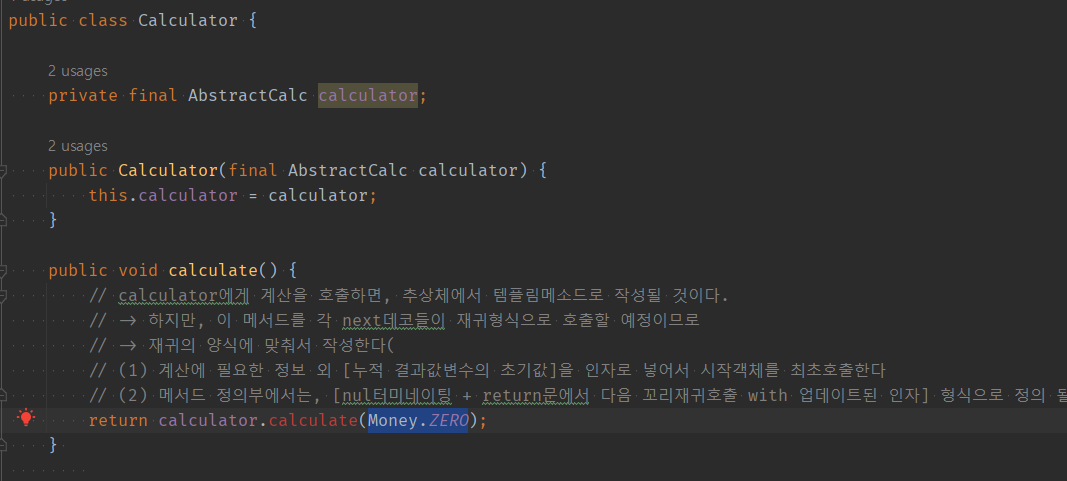 public class Calculator {
2 usages
private final AbstractCalc calculator;
2 usages
public Calculator(final AbstractCalc calculator) {
this.calculator = calculator;
}
public void calculate() {
// calculator에게 계산을 호출하면, 추상체에서 템플림메소드로 작성될 것이다.
// -> 하지만, 이 메서드를 각 next데코들이 재귀형식으로 호출할 예정이므로
// -> 재귀의 양식에 맞춰서 작성한다(
// (1) 계산에 필요한 정보 외 [누적 결과값변수의 초기값]을 인자로 넣어서 시작객체를 최초호출한다
// (2) 메서드 정의부에서는, [nul터미네이팅 + return문에서 다음 꼬리재귀호출 with 업데이트된 인자] 형식으로 정의 될
return calculator.calculate(Money.ZERO);
}